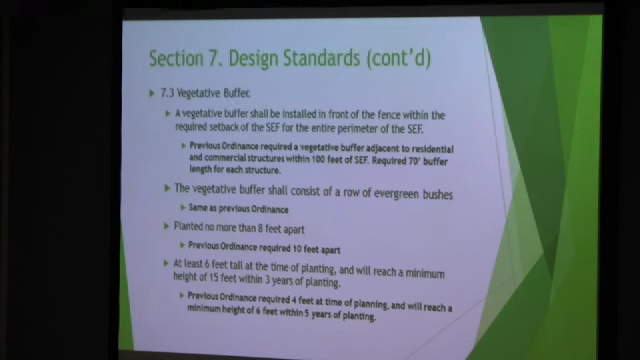 Section 7. Design Standards (cont'd)
7.3 Vegetative Buffer.
A vegetative buffer shall be installed in front of the fence within the
required setback of the SEF for the entire perimeter of the SEF.
Previous Ordinance required a vegetative buffer adjacent to residential
and commercial structures within 100 feet of SEF. Required 70' buffer
length for each structure.
The vegetative buffer shall consist of a row of evergreen bushes
Same as previous Ordinance
Planted no more than 8 feet apart
Previous Ordinance required 10 feet apart
At least 6 feet tall at the time of planting, and will reach a minimum
height of 15 feet within 3 years of planting.
Previous Ordinance required 4 feet at time of planning, and will reach a
minimum height of 6 feet within 5 years of planting.